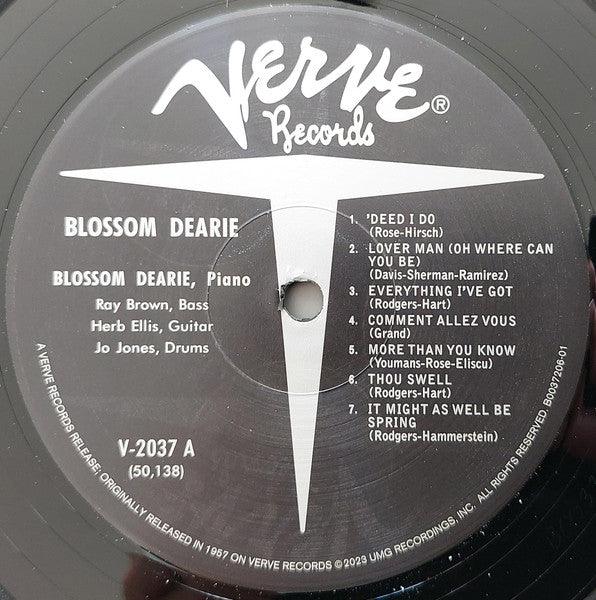 Verve®
Records
BLOSSOM DEARIE
BLOSSOM DEARIE, Piano
Ray Brown, Bass
Herb Ellis, Guitar
Jo Jones, Drums
V-2037 A
(50,138)
1. 'DEED I DO
(Rose-Hirsch)
2. LOVER MAN (OH WHERE CAN
YOU BE)
(Davis-Sherman-Ramirez)
3. EVERYTHING I'VE GOT
(Rodgers-Hart)
4. COMMENT ALLEZ VOUS
(Grand)
5. MORE THAN YOU KNOW
(Youmans-Rose-Eliscu)
6. THOU SWELL
(Rodgers-Hart)
7. IT MIGHT AS WELL BE
SPRING
(Rodgers-Hammerstein)
A VERVE RECORDS RELEASE; ORIGINALLY RELEASED IN 1957 ON VERVE RECORDS ©2023 UMG RECORDINGS, INC. ALL RIGHTS RESERVED. B0037206-01